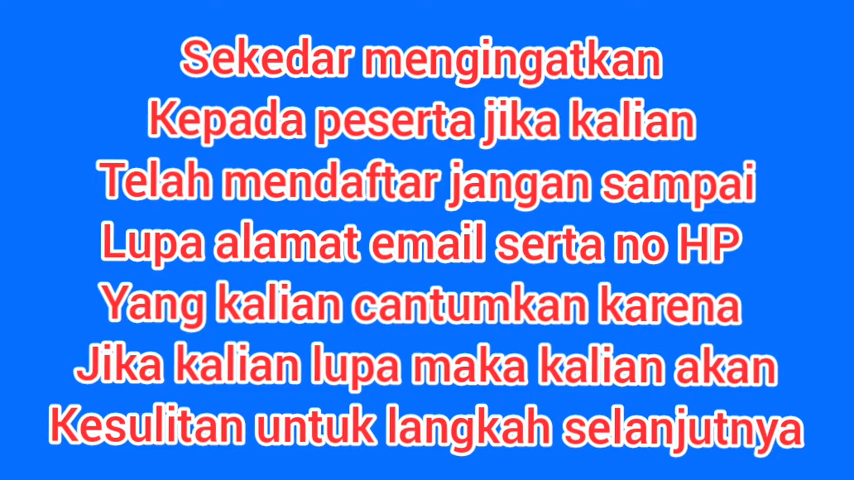 Sekedar mengingatkan
Kepada peserta jika kalian
Telah mendaftar jangan sampai
Lupa alamat email serta no HP
Yang kalian cantumkan karena
Jika kalian lupa maka kalian akan
Kesulitan untuk langkah selanjutnya